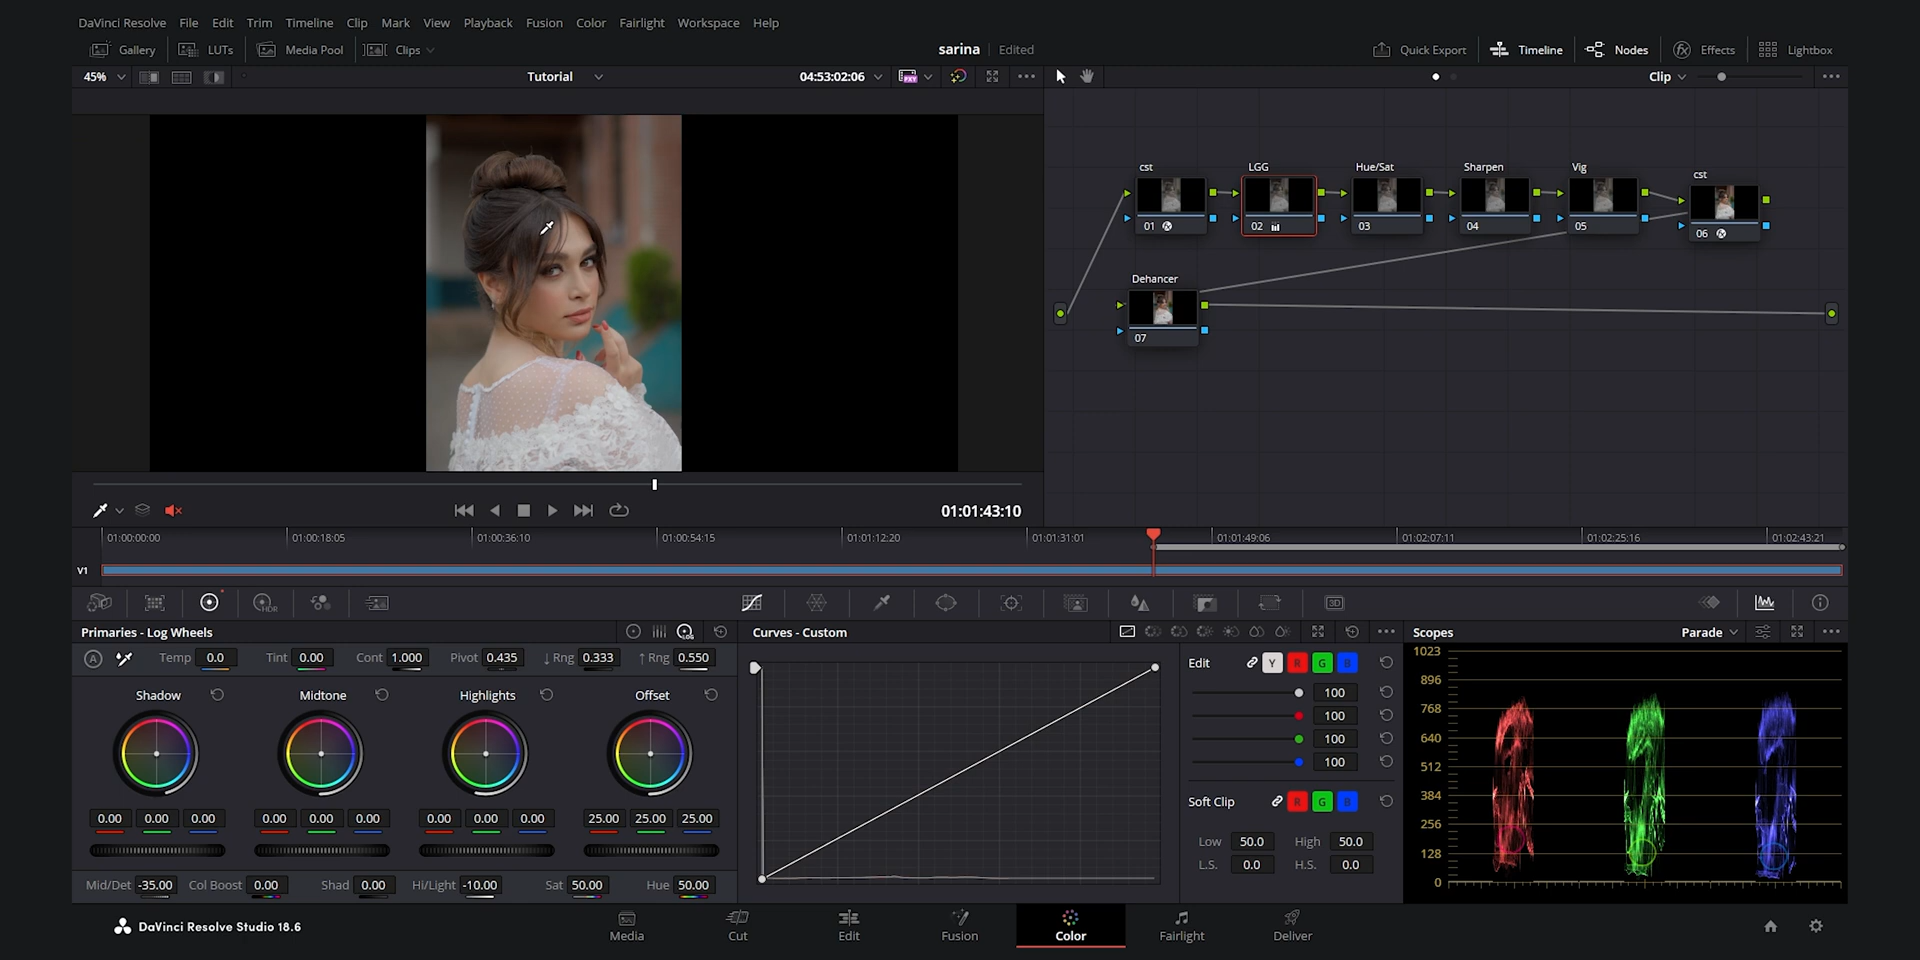 DaVinci Resolve File Edit Trim Timeline Clip Mark View Playback Fusion Color Fairlight Workspace Help
Gallery LUTs Media Pool Clips sarina Edited Quick Export Timeline Nodes Effects Lightbox
45% Tutorial 04:53:02:06 Clip
cst LGG Hue/Sat Sharpen Vig cst
01 02 03 04 05 06
Dehancer
07
01:01:43:10
01:00:00:00 01:00:18:05 01:00:36:10 01:00:54:15 01:01:12:20 01:01:31:01 01:01:49:06 01:02:07:11 01:02:25:16 01:02:43:21
V1
HDR 3D
Primaries - Log Wheels LOG Curves - Custom Scopes Parade
A Temp 0.0 Tint 0.00 Cont 1.000 Pivot 0.435 ↓ Rng 0.333 ↑ Rng 0.550 Edit Y R G B
Shadow Midtone Highlights Offset
100
100
100
100
0.00 0.00 0.00 0.00 0.00 0.00 0.00 0.00 0.00 25.00 25.00 25.00
Soft Clip R G B
Low 50.0 High 50.0
L.S. 0.0 H.S. 0.0
Mid/Det -35.00 Col Boost 0.00 Shad 0.00 Hi/Light -10.00 Sat 50.00 Hue 50.00
1023
896
768
640
512
384
256
128
0
DaVinci Resolve Studio 18.6 Media Cut Edit Fusion Color Fairlight Deliver